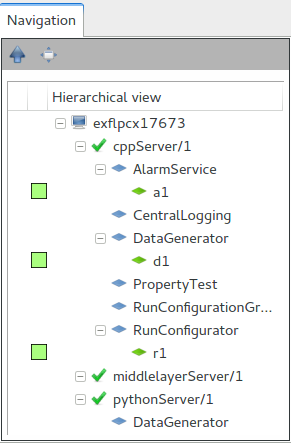 Navigation
Hierarchical view
exflpcx17673
cppServer/1
AlarmService
a1
CentralLogging
DataGenerator
d1
PropertyTest
RunConfigurationGr...
RunConfigurator
r1
middlelayerServer/1
pythonServer/1
DataGenerator